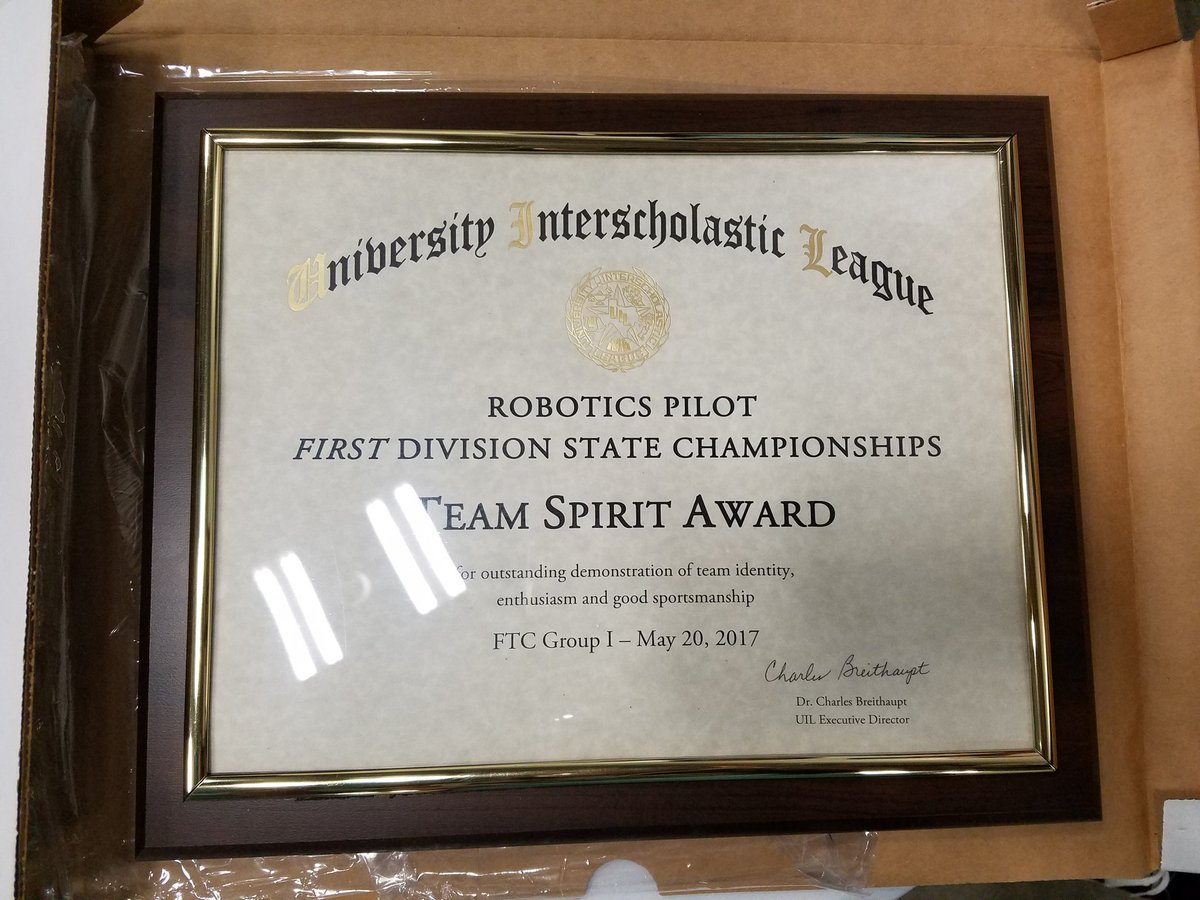 University Interscholastic League
ROBOTICS PILOT
FIRST DIVISION STATE CHAMPIONSHIPS
TEAM SPIRIT AWARD
for outstanding demonstration of team identity,
enthusiasm and good sportsmanship
FTC Group I – May 20, 2017
Charles Breithaupt
Dr. Charles Breithaupt
UIL Executive Director